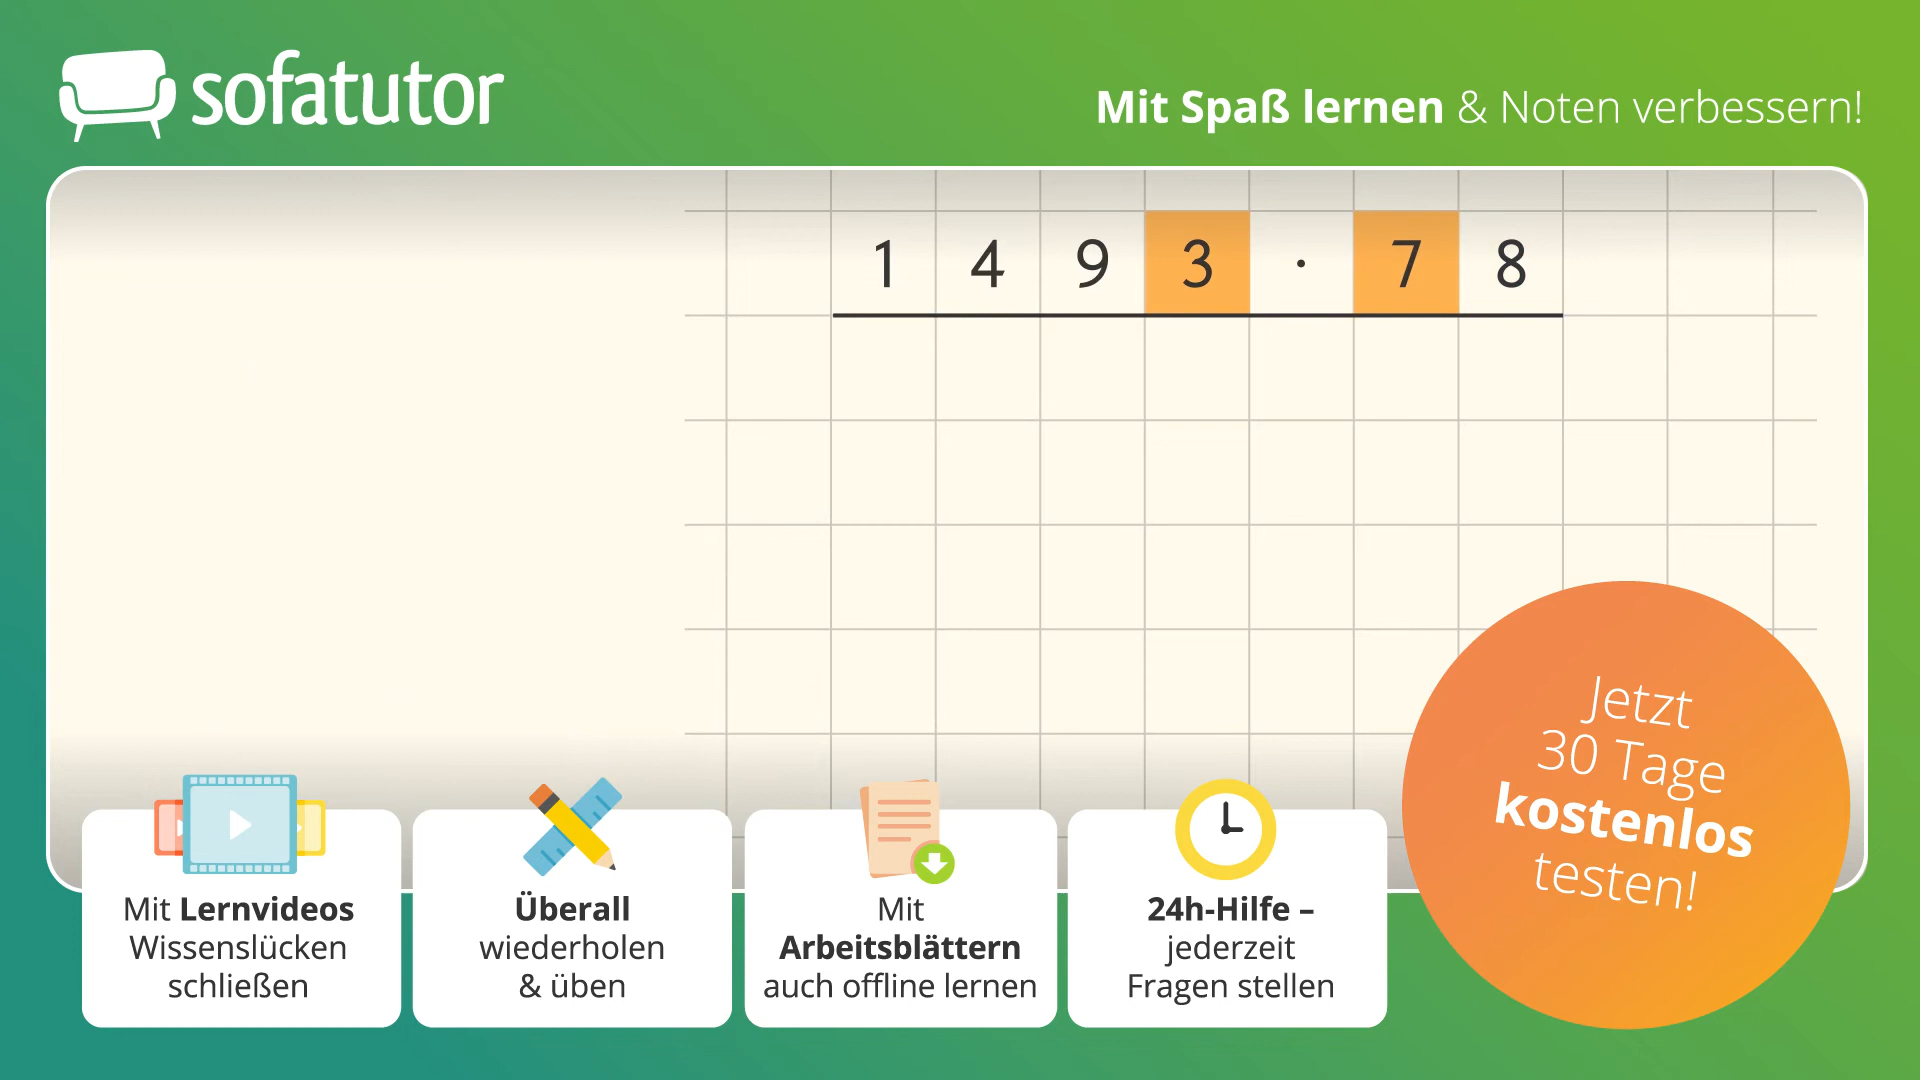 sofatutor
Mit Spaß lernen & Noten verbessern!
1 4 9 3 · 7 8
Jetzt
30 Tage
kostenlos
testen!
Mit Lernvideos
Wissenslücken
schließen
Überall
wiederholen
& üben
Mit
Arbeitsblättern
auch offline lernen
24h-Hilfe –
jederzeit
Fragen stellen